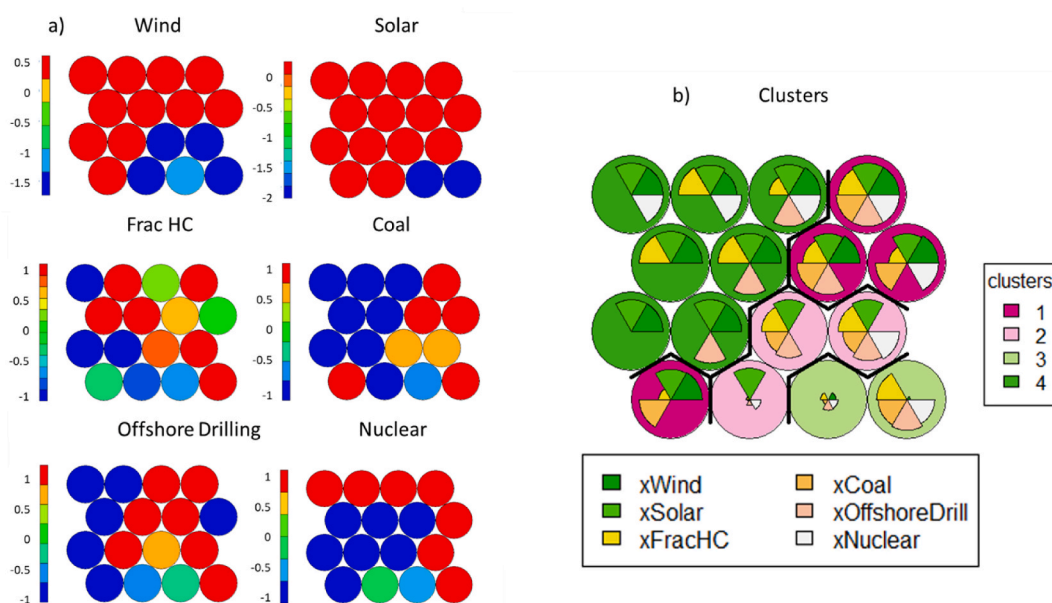 a)
Wind
Solar
0.5
0
-0.5
-1
-1.5
0
-0.5
-1
-1.5
-2
Frac HC
Coal
1
0.5
0
-0.5
-1
1
0.5
0
-0.5
-1
Offshore Drilling
Nuclear
1
0.5
0
-0.5
-1
1
0.5
0
-0.5
-1
b)
Clusters
clusters
1
2
3
4
xWind
xSolar
xFracHC
xCoal
xOffshoreDrill
xNuclear